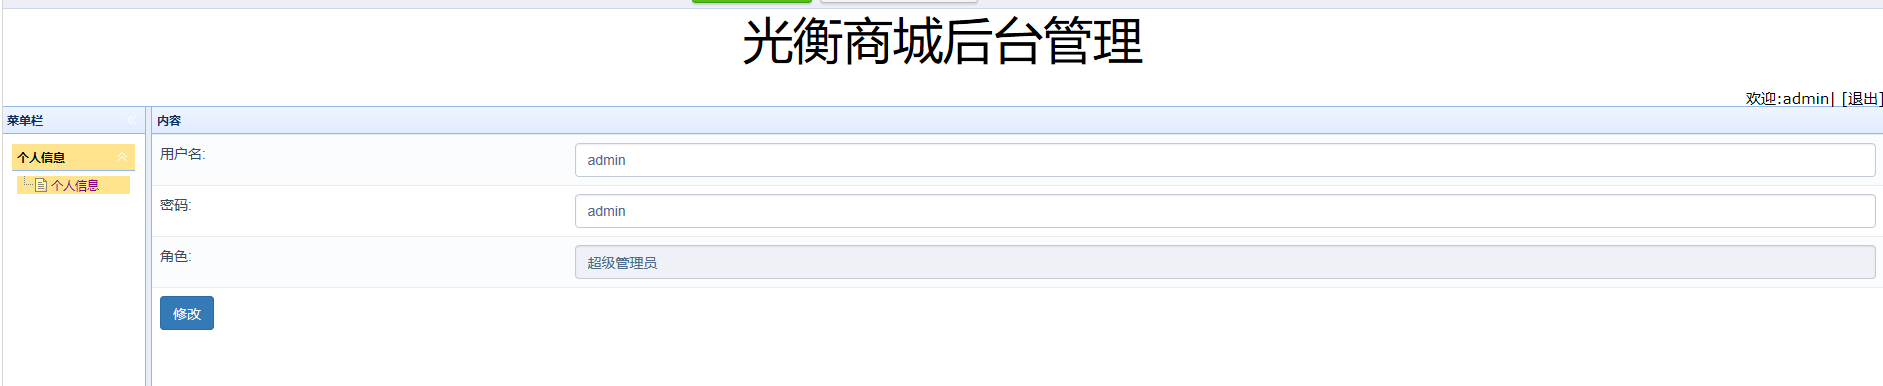 光衡商城后台管理
欢迎:admin| [退出]
菜单栏
内容
个人信息
个人信息
用户名:
admin
密码:
admin
角色:
超级管理员
修改